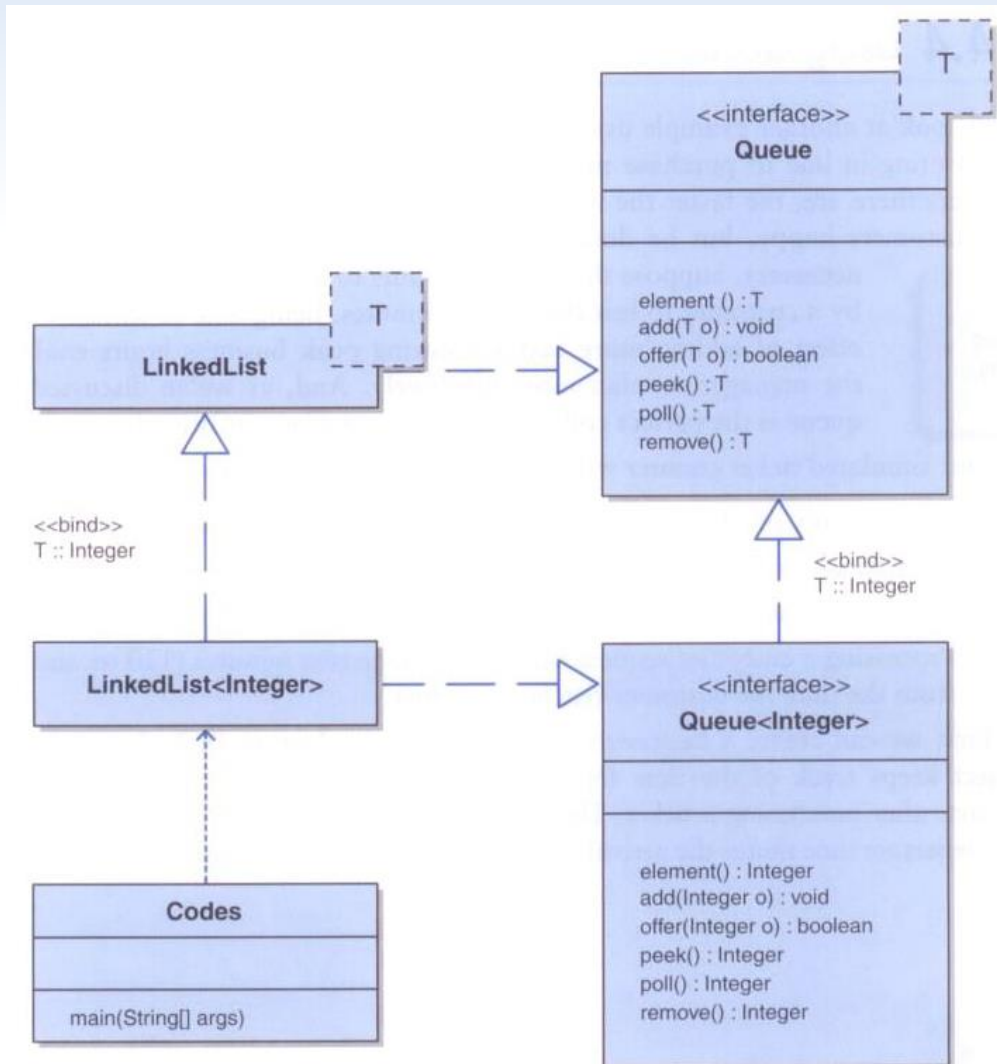 T
<<interface>>
Queue
element () : T
add(T o) : void
offer(T o) : boolean
peek() : T
poll() : T
remove() : T
T
LinkedList
<<bind>>
T :: Integer
<<bind>>
T :: Integer
LinkedList<Integer>
<<interface>>
Queue<Integer>
element() : Integer
add(Integer o) : void
offer(Integer o) : boolean
peek() : Integer
poll() : Integer
remove() : Integer
Codes
main(String[] args)